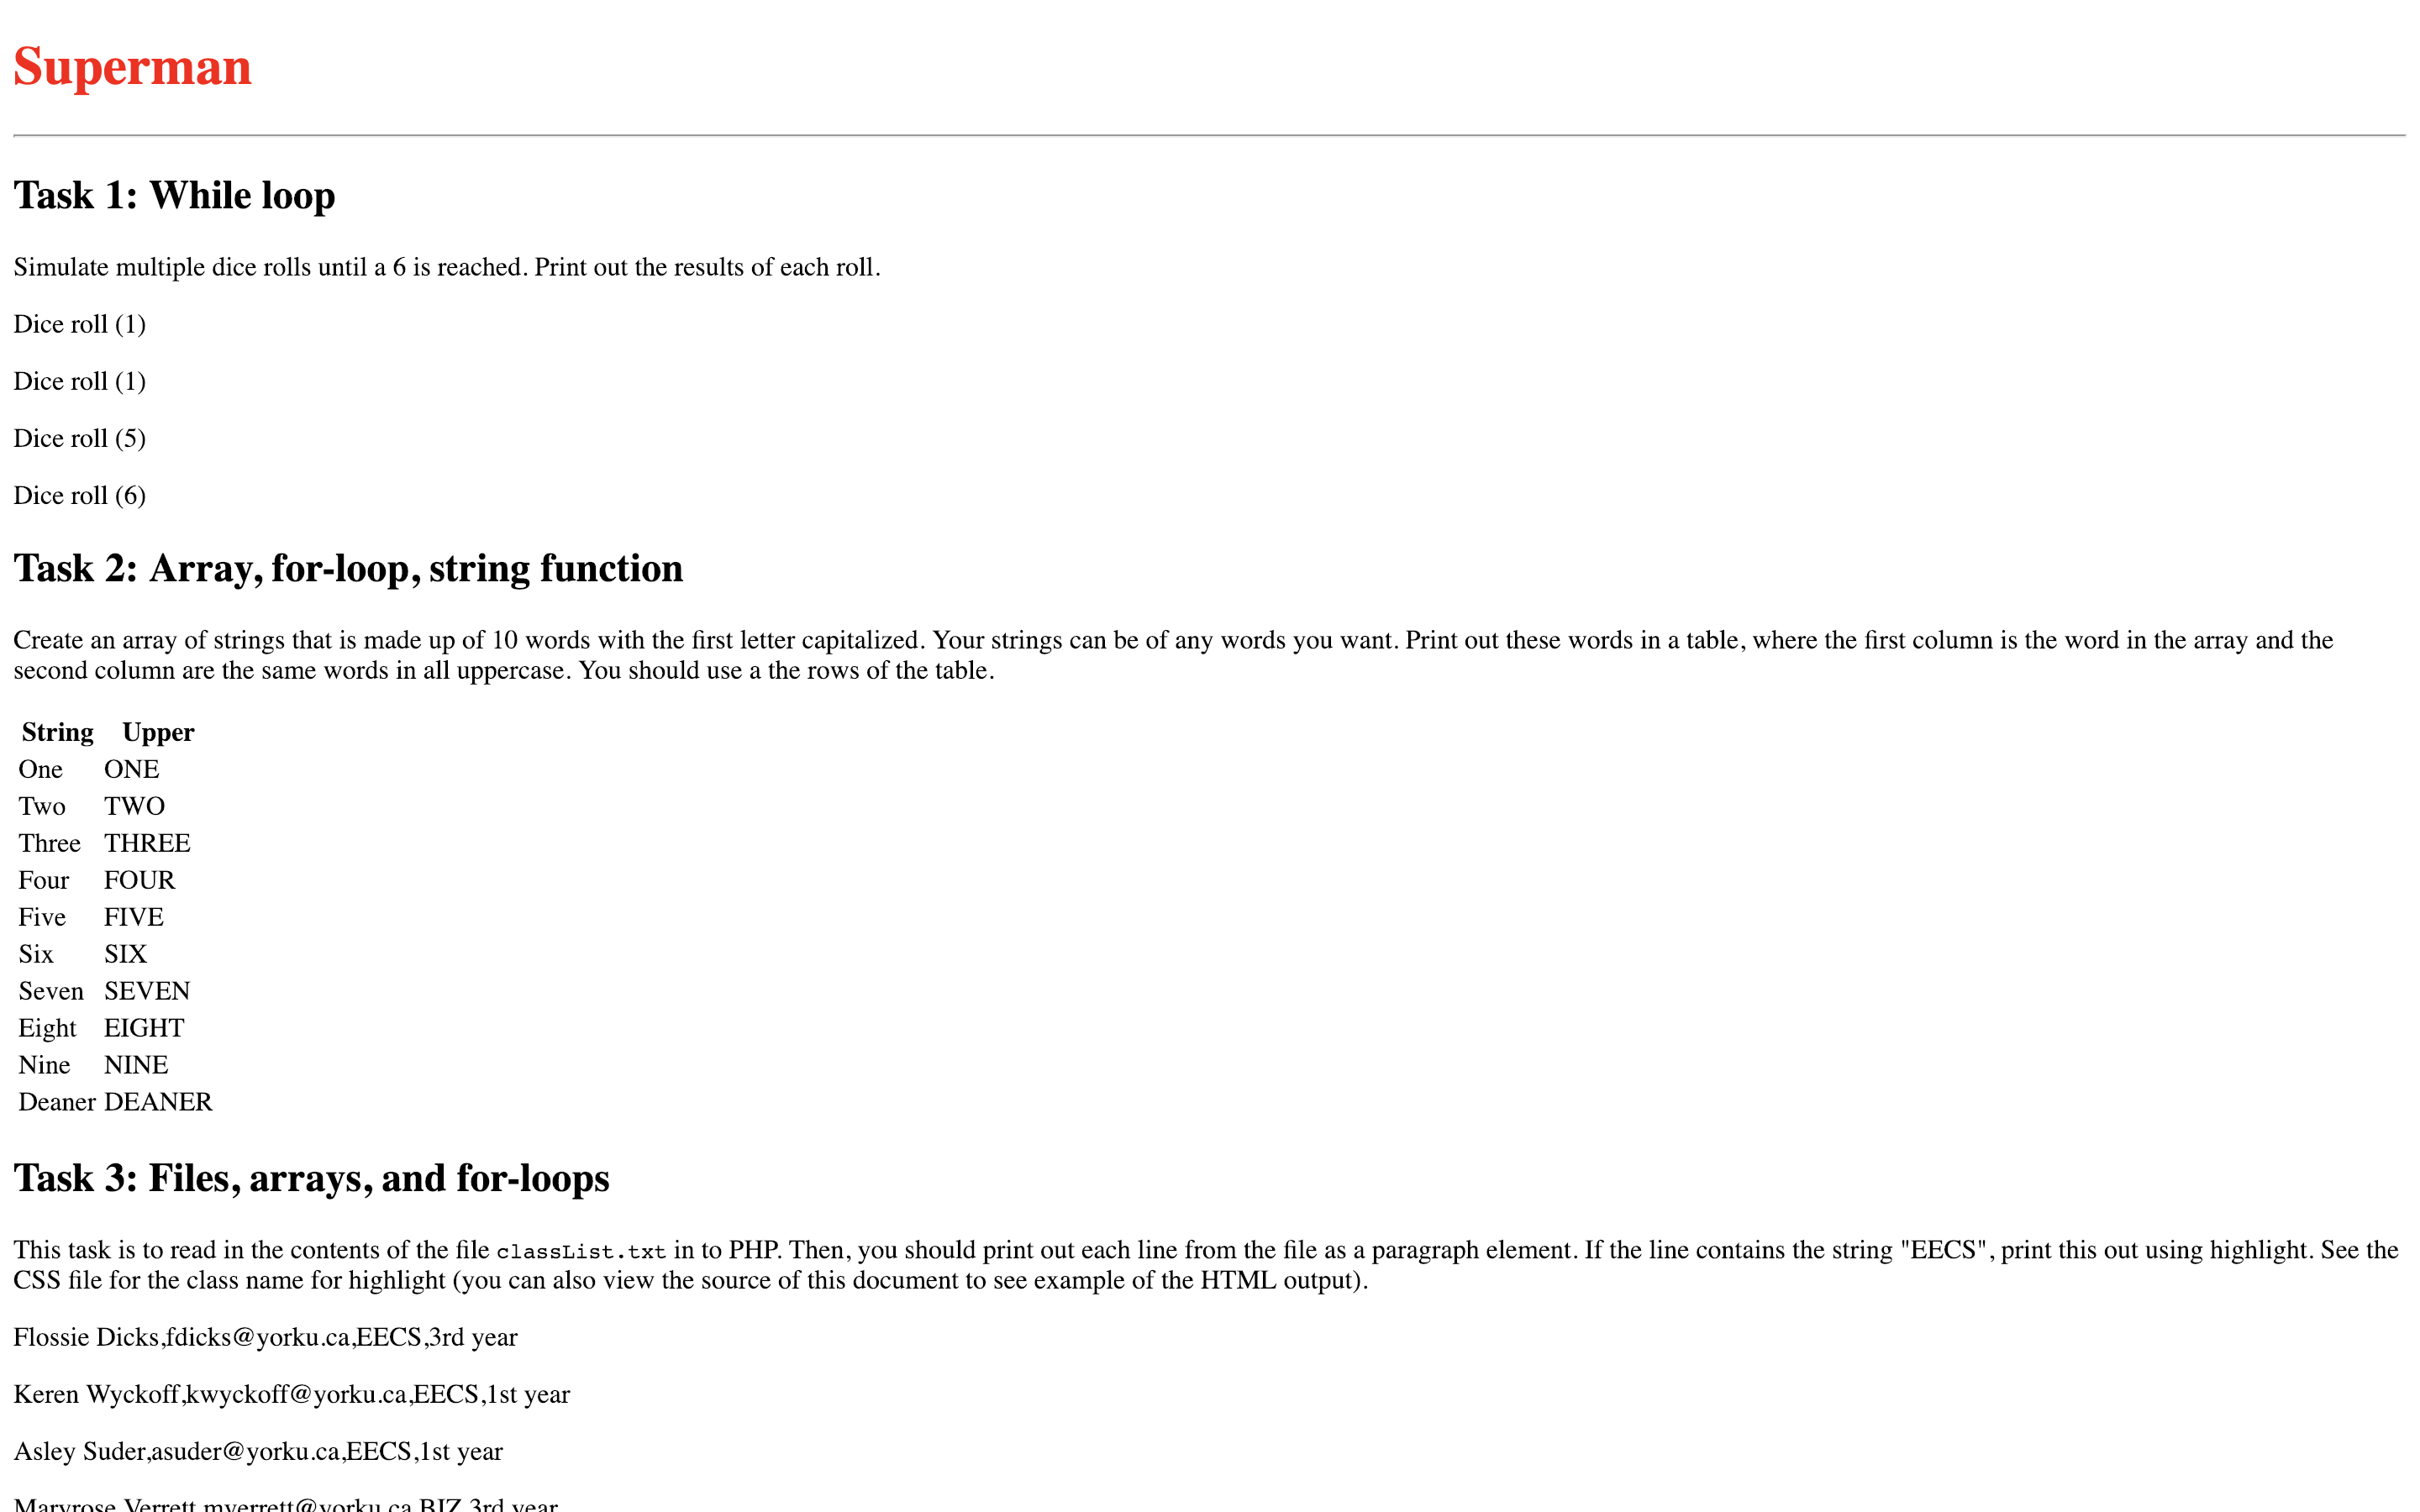 Superman
Task 1: While loop
Simulate multiple dice rolls until a 6 is reached. Print out the results of each roll.
Dice roll (1)
Dice roll (1)
Dice roll (5)
Dice roll (6)
Task 2: Array, for-loop, string function
Create an array of strings that is made up of 10 words with the first letter capitalized. Your strings can be of any words you want. Print out these words in a table, where the first column is the word in the array and the
second column are the same words in all uppercase. You should use a the rows of the table.
String Upper
One ONE
Two TWO
Three THREE
Four FOUR
Five FIVE
Six SIX
Seven SEVEN
Eight EIGHT
Nine NINE
Deaner DEANER
Task 3: Files, arrays, and for-loops
This task is to read in the contents of the file classList.txt in to PHP. Then, you should print out each line from the file as a paragraph element. If the line contains the string "EECS", print this out using highlight. See the
CSS file for the class name for highlight (you can also view the source of this document to see example of the HTML output).
Flossie Dicks,fdicks@yorku.ca,EECS,3rd year
Keren Wyckoff,kwyckoff@yorku.ca,EECS,1st year
Asley Suder,asuder@yorku.ca,EECS,1st year
Maryrose Verrett,mverrett@yorku.ca,BIZ,3rd year